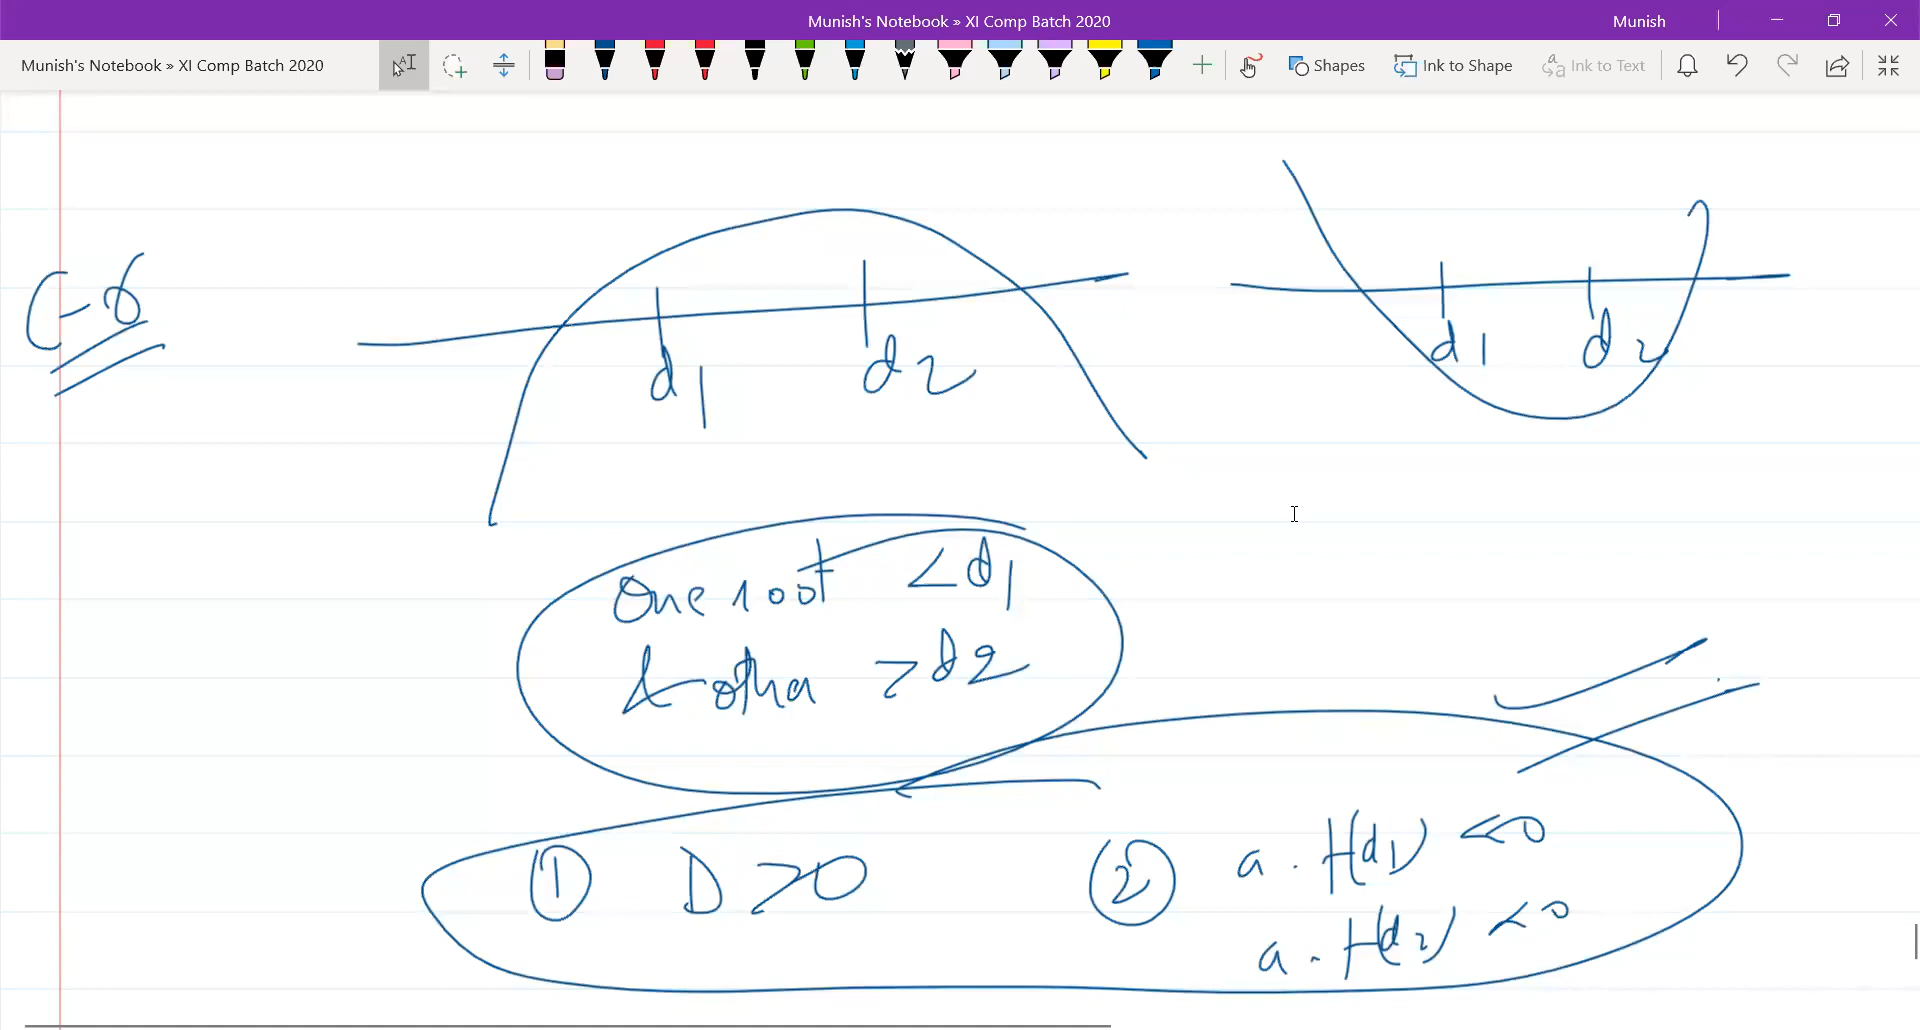 Munish's Notebook » XI Comp Batch 2020
Munish
Munish's Notebook » XI Comp Batch 2020
Shapes
Ink to Shape
Ink to Text
C-6
d1
d2
d1
d2
One root < d1
& other > d2
① D > 0
② a . f(d1) < 0
a . f(d2) < 0